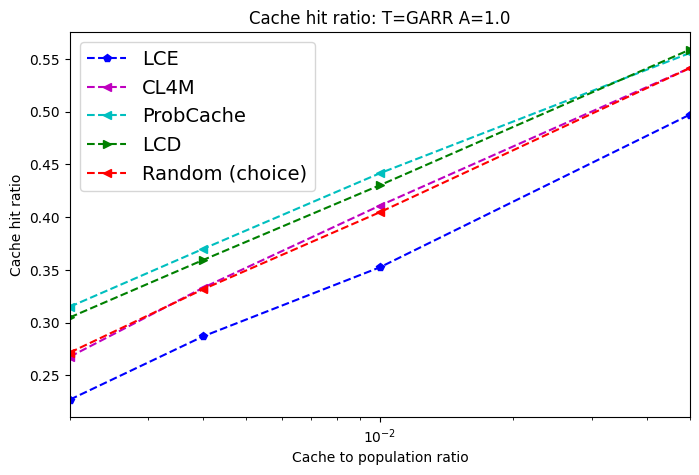 Cache hit ratio: T=GARR A=1.0
LCE
CL4M
ProbCache
LCD
Random (choice)
Cache hit ratio
0.55
0.50
0.45
0.40
0.35
0.30
0.25
10⁻²
Cache to population ratio